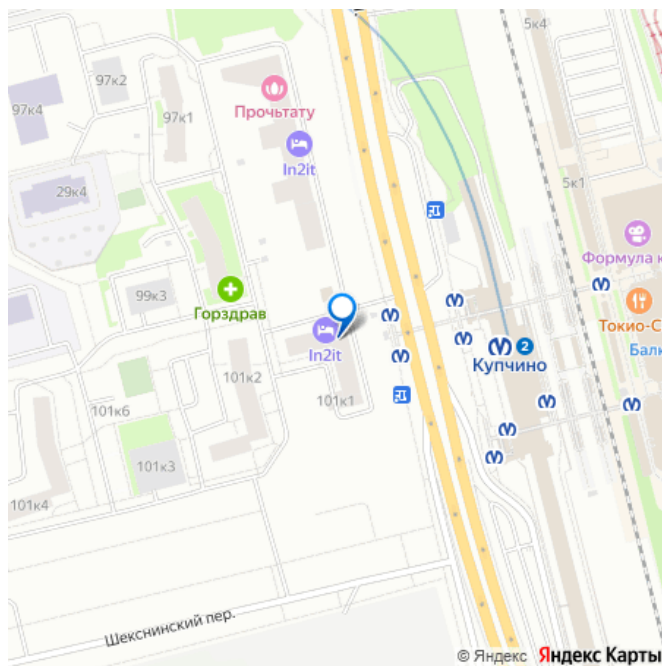 5к4
97к2
97к4
97к1
Прочьтату
In2it
29к4
5к1
Формула к
99к3
Горздрав
Токио-С
In2it
2
Купчино
Балк
101к2
101к1
101к6
101к3
101к4
Шекснинский пер.
© Яндекс Яндекс Карты